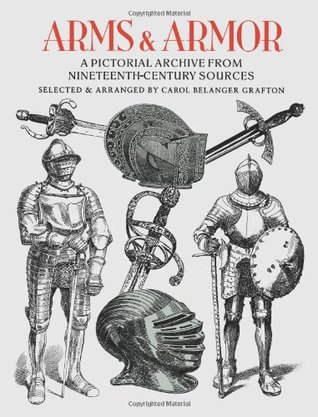 ARMS & ARMOR
A PICTORIAL ARCHIVE FROM
NINETEENTH-CENTURY SOURCES
SELECTED & ARRANGED BY CAROL BELANGER GRAFTON